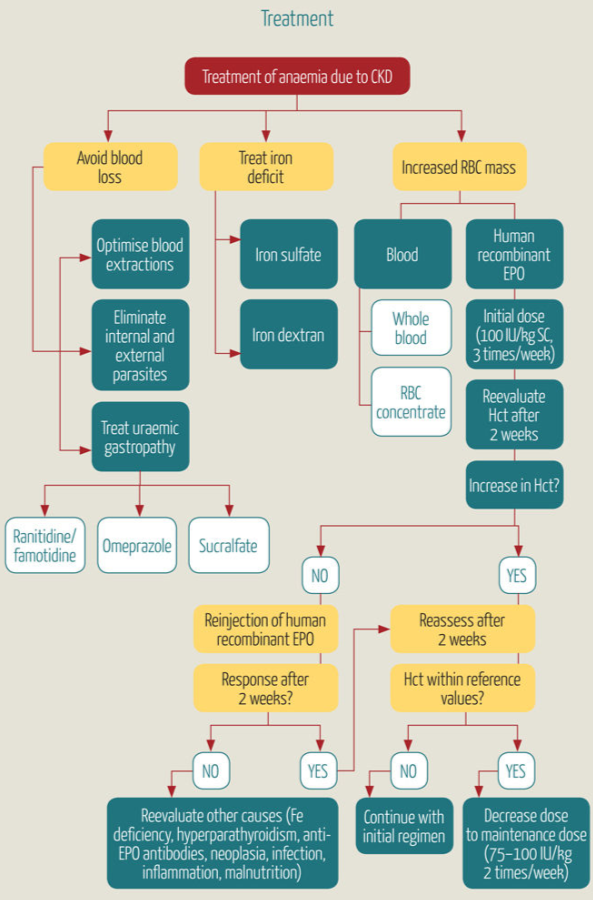 Treatment
Treatment of anaemia due to CKD
Avoid blood
loss
Treat iron
deficit
Increased RBC mass
Optimise blood
extractions
Eliminate
internal and
external
parasites
Treat uraemic
gastropathy
Ranitidine/
famotidine
Omeprazole
Sucralfate
Iron sulfate
Iron dextran
Blood
Whole
blood
RBC
concentrate
Human
recombinant
EPO
Initial dose
(100 IU/kg SC,
3 times/week)
Reevaluate
Hct after
2 weeks
Increase in Hct?
NO
YES
Reinjection of human
recombinant EPO
Response after
2 weeks?
Reassess after
2 weeks
Hct within reference
values?
NO
YES
NO
YES
Reevaluate other causes (Fe
deficiency, hyperparathyroidism, anti-
EPO antibodies, neoplasia, infection,
inflammation, malnutrition)
Continue with
initial regimen
Decrease dose
to maintenance dose
(75–100 IU/kg
2 times/week)